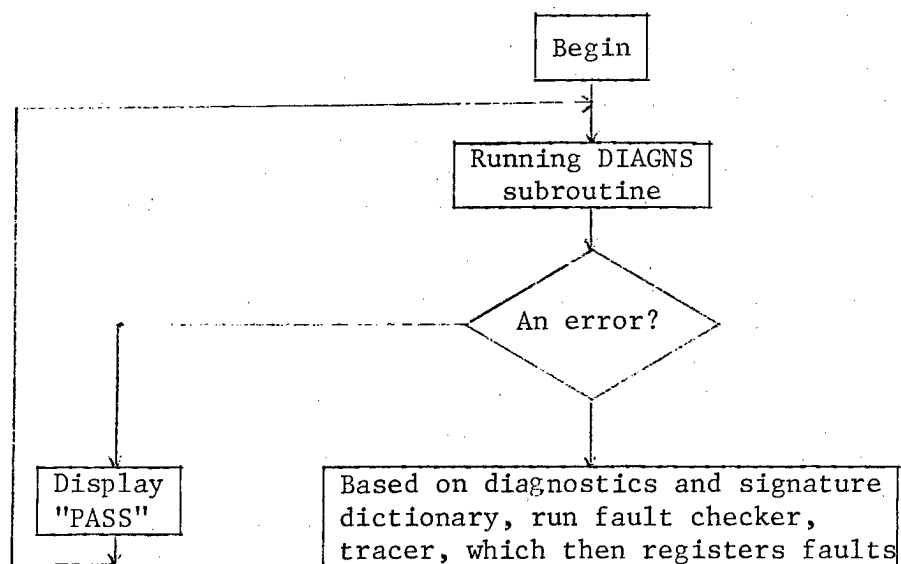 Begin
Running DIAGNS
subroutine
An error?
Display
"PASS"
Based on diagnostics and signature
dictionary, run fault checker,
tracer, which then registers faults